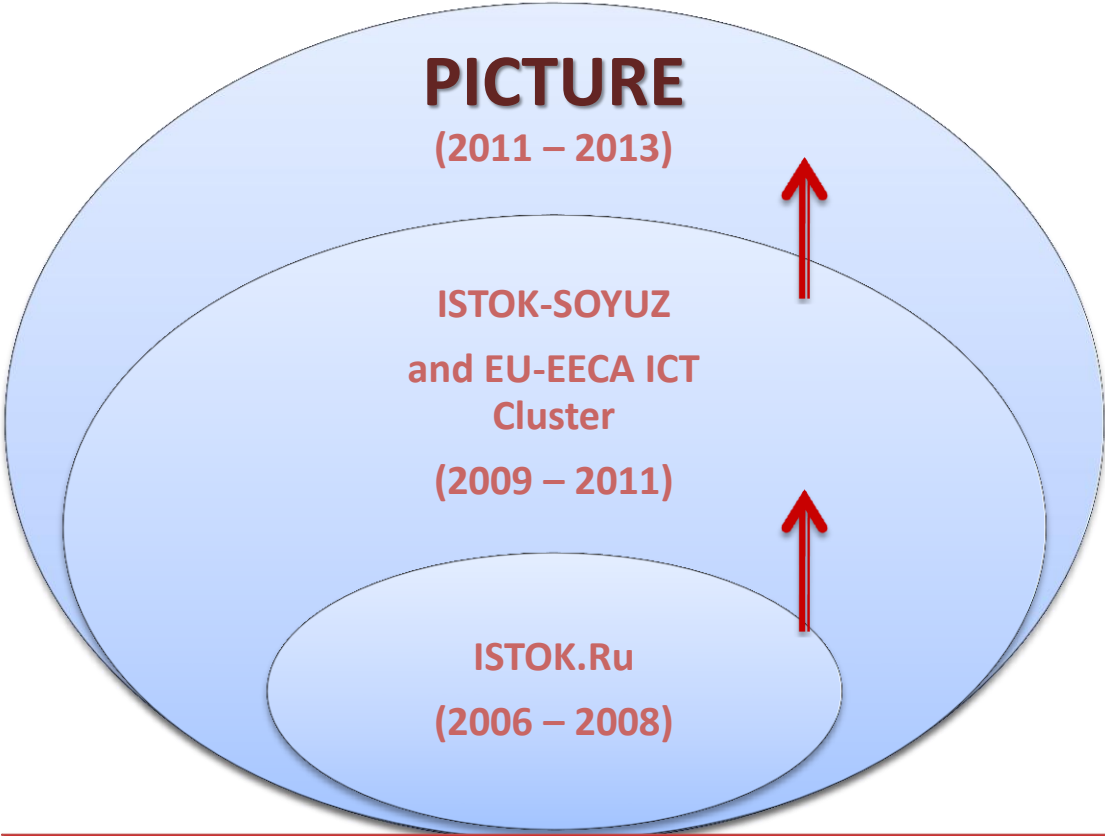 PICTURE
(2011 – 2013)
ISTOK-SOYUZ
and EU-EECA ICT
Cluster
(2009 – 2011)
ISTOK.Ru
(2006 – 2008)